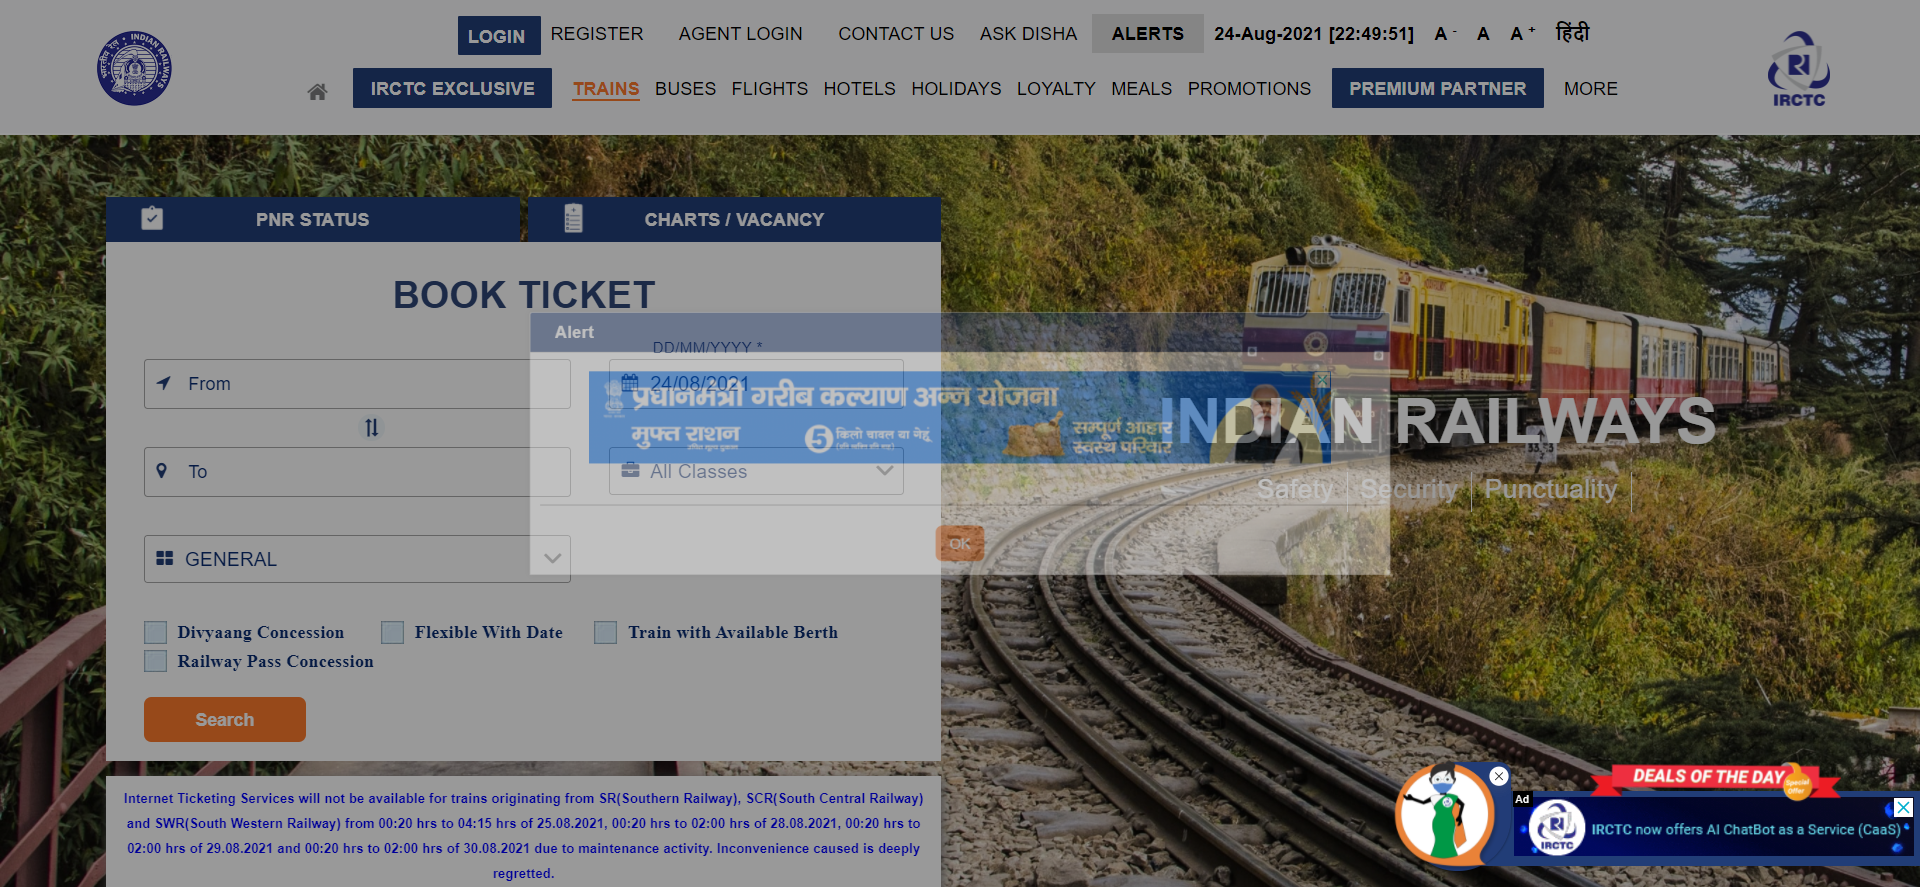 LOGIN REGISTER AGENT LOGIN CONTACT US ASK DISHA ALERTS 24-Aug-2021 [22:49:51] A - A A + हिंदी
IRCTC EXCLUSIVE TRAINS BUSES FLIGHTS HOTELS HOLIDAYS LOYALTY MEALS PROMOTIONS PREMIUM PARTNER MORE
INDIAN RAILWAYS
IRCTC
PNR STATUS CHARTS / VACANCY
BOOK TICKET
Alert
DD/MM/YYYY *
From 24/08/2021
प्रधानमंत्री गरीब कल्याण अन्न योजना
मुफ्त राशन
5 किलो चावल या गेहूं
सम्पूर्ण आहार
स्वस्थ परिवार
INDIAN RAILWAYS
To All Classes
Safety Security Punctuality
OK
GENERAL
Divyaang Concession Flexible With Date Train with Available Berth
Railway Pass Concession
Search
Internet Ticketing Services will not be available for trains originating from SR(Southern Railway), SCR(South Central Railway)
and SWR(South Western Railway) from 00:20 hrs to 04:15 hrs of 25.08.2021, 00:20 hrs to 02:00 hrs of 28.08.2021, 00:20 hrs to
02:00 hrs of 29.08.2021 and 00:20 hrs to 02:00 hrs of 30.08.2021 due to maintenance activity. Inconvenience caused is deeply
regretted.
DEALS OF THE DAY
Special
Offer
Ad
IRCTC
IRCTC now offers AI ChatBot as a Service (CaaS)